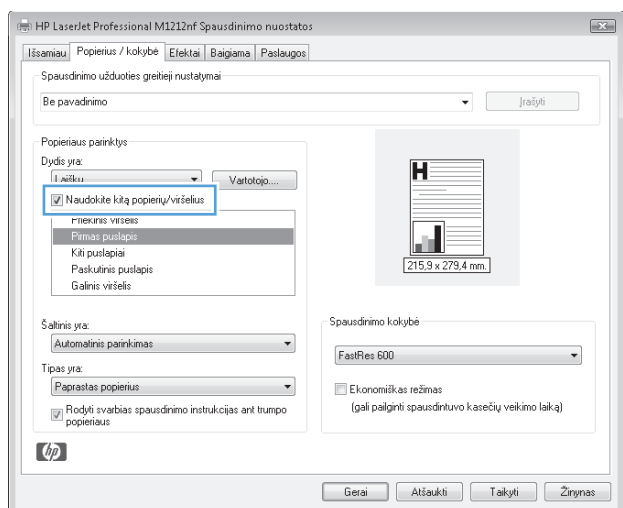 HP LaserJet Professional M1212nf Spausdinimo nuostatos
Išsamiau Popierius / kokybė Efektai Baigiama Paslaugos
Spausdinimo užduoties greitieji nustatymai
Be pavadinimo Įrašyti
Popieriaus parinktys
Dydis yra:
Laiškų Vartotojo....
Naudokite kitą popierių/viršelius
Priekinis viršelis
Pirmas puslapis
Kiti puslapiai
Paskutinis puslapis
Galinis viršelis
215,9 x 279,4 mm.
Šaltinis yra:
Automatinis parinkimas
Tipas yra:
Paprastas popierius
Rodyti svarbias spausdinimo instrukcijas ant trumpo
popieriaus
Spausdinimo kokybė
FastRes 600
Ekonomiškas režimas
(gali pailginti spausdintuvo kasečių veikimo laiką)
hp
Gerai Atšaukti Taikyti Žinynas